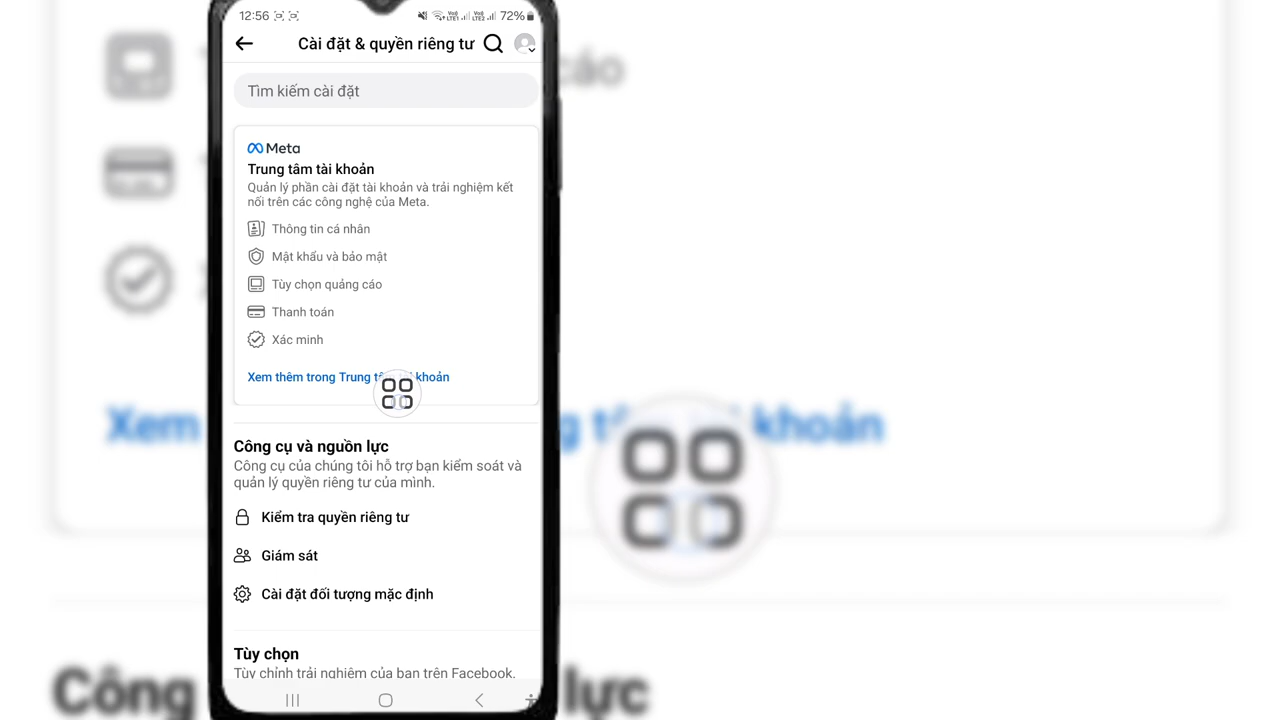 12:56
72%
Cài đặt & quyền riêng tư
Tìm kiếm cài đặt
Meta
Trung tâm tài khoản
Quản lý phần cài đặt tài khoản và trải nghiệm kết
nối trên các công nghệ của Meta.
Thông tin cá nhân
Mật khẩu và bảo mật
Tùy chọn quảng cáo
Thanh toán
Xác minh
Xem thêm trong Trung tâm tài khoản
Công cụ và nguồn lực
Công cụ của chúng tôi hỗ trợ bạn kiểm soát và
quản lý quyền riêng tư của mình.
Kiểm tra quyền riêng tư
Giám sát
Cài đặt đối tượng mặc định
Tùy chọn
Tùy chỉnh trải nghiệm của bạn trên Facebook.
cáo
Xem
khoản
Công
lực